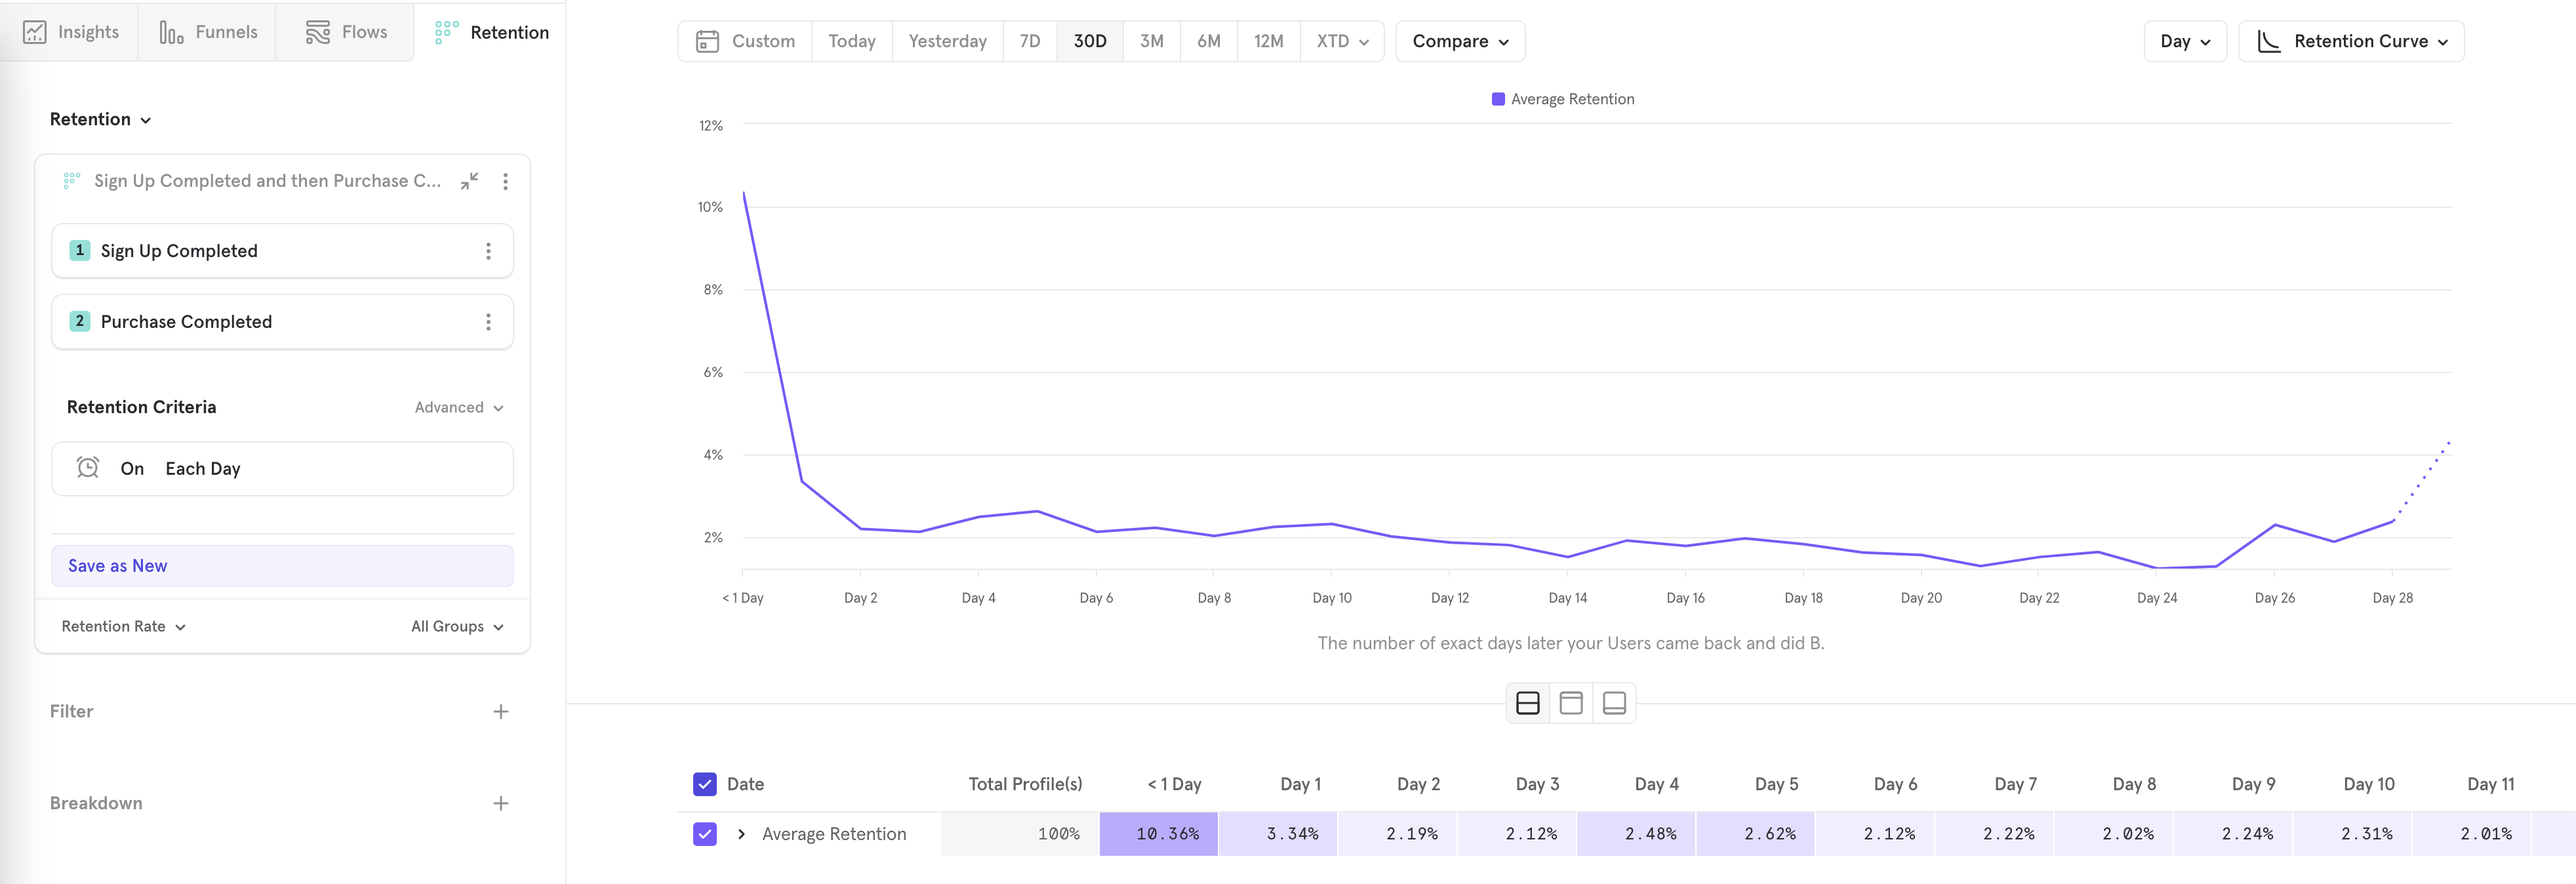 Insights
Funnels
Flows
Retention
Custom
Today
Yesterday
7D
30D
3M
6M
12M
XTD
Compare
Day
Retention Curve
Retention
Sign Up Completed and then Purchase C...
1 Sign Up Completed
2 Purchase Completed
Retention Criteria
Advanced
On Each Day
Save as New
Retention Rate
All Groups
Filter
Breakdown
Average Retention
12%
10%
8%
6%
4%
2%
< 1 Day Day 2 Day 4 Day 6 Day 8 Day 10 Day 12 Day 14 Day 16 Day 18 Day 20 Day 22 Day 24 Day 26 Day 28
The number of exact days later your Users came back and did B.
Date Total Profile(s) < 1 Day Day 1 Day 2 Day 3 Day 4 Day 5 Day 6 Day 7 Day 8 Day 9 Day 10 Day 11
Average Retention 100% 10.36% 3.34% 2.19% 2.12% 2.48% 2.62% 2.12% 2.22% 2.02% 2.24% 2.31% 2.01%